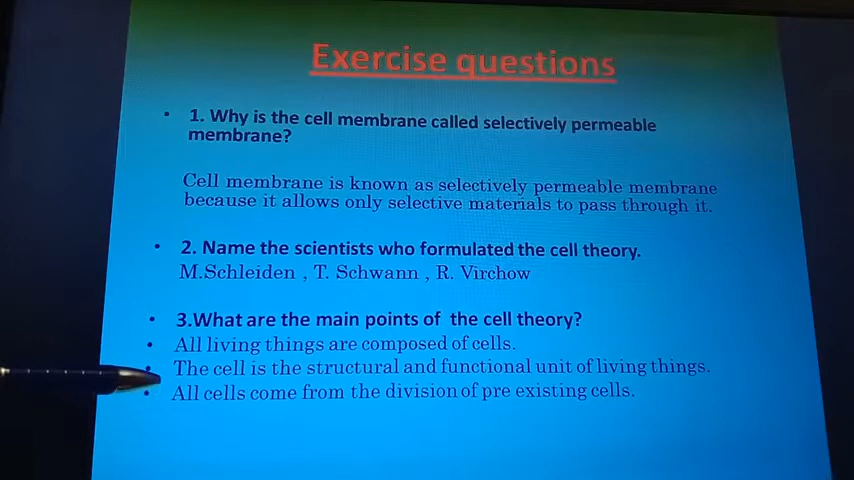 Exercise questions
• 1. Why is the cell membrane called selectively permeable
membrane?
Cell membrane is known as selectively permeable membrane
because it allows only selective materials to pass through it.
• 2. Name the scientists who formulated the cell theory.
M.Schleiden , T. Schwann , R. Virchow
• 3.What are the main points of the cell theory?
• All living things are composed of cells.
• The cell is the structural and functional unit of living things.
• All cells come from the division of pre existing cells.